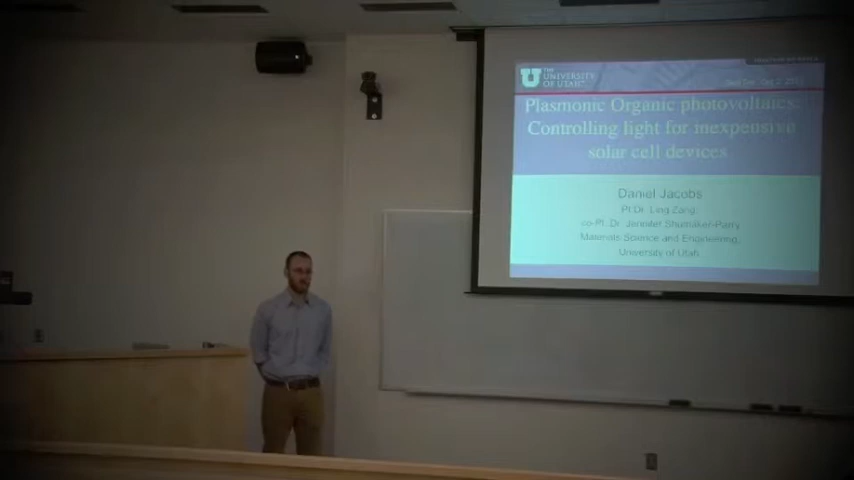 THE
UNIVERSITY
OF UTAH
Plasmonic Organic photovoltaics:
Controlling light for inexpensive
solar cell devices
Daniel Jacobs
PI:Dr. Ling Zang,
co-PI: Dr. Jennifer Shumaker-Parry
Materials Science and Engineering,
University of Utah